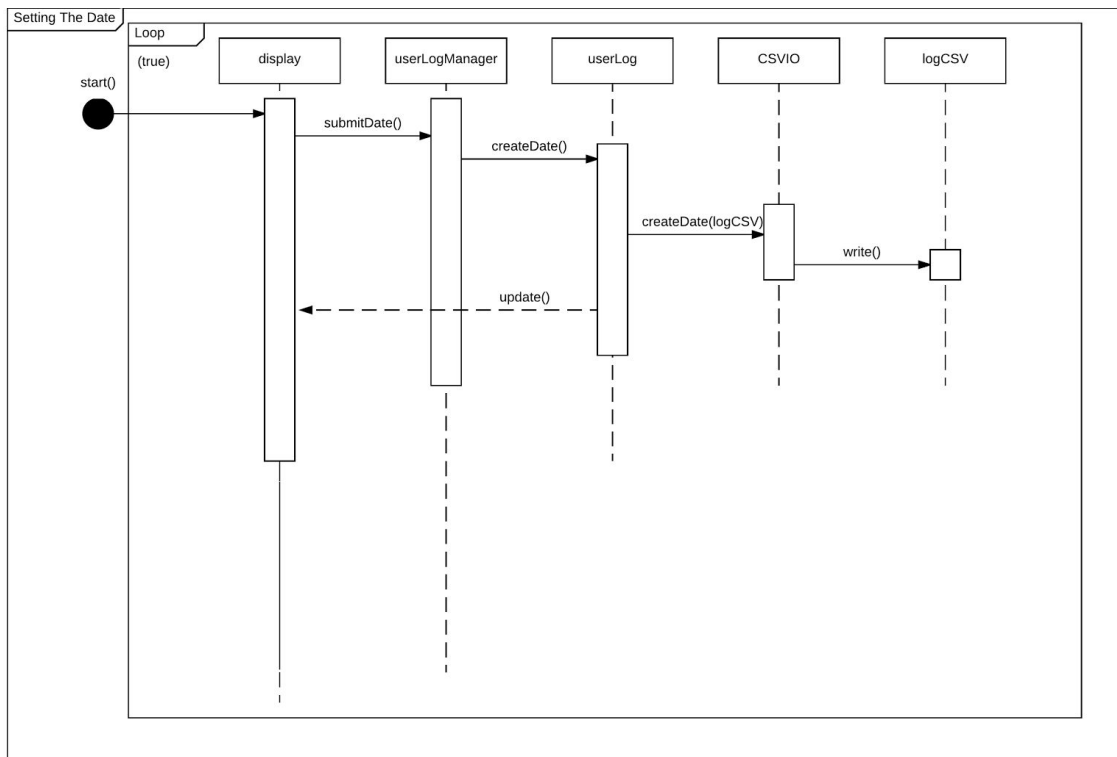 Setting The Date
Loop
(true)
display
userLogManager
userLog
CSVIO
logCSV
start()
submitDate()
createDate()
createDate(logCSV)
write()
update()